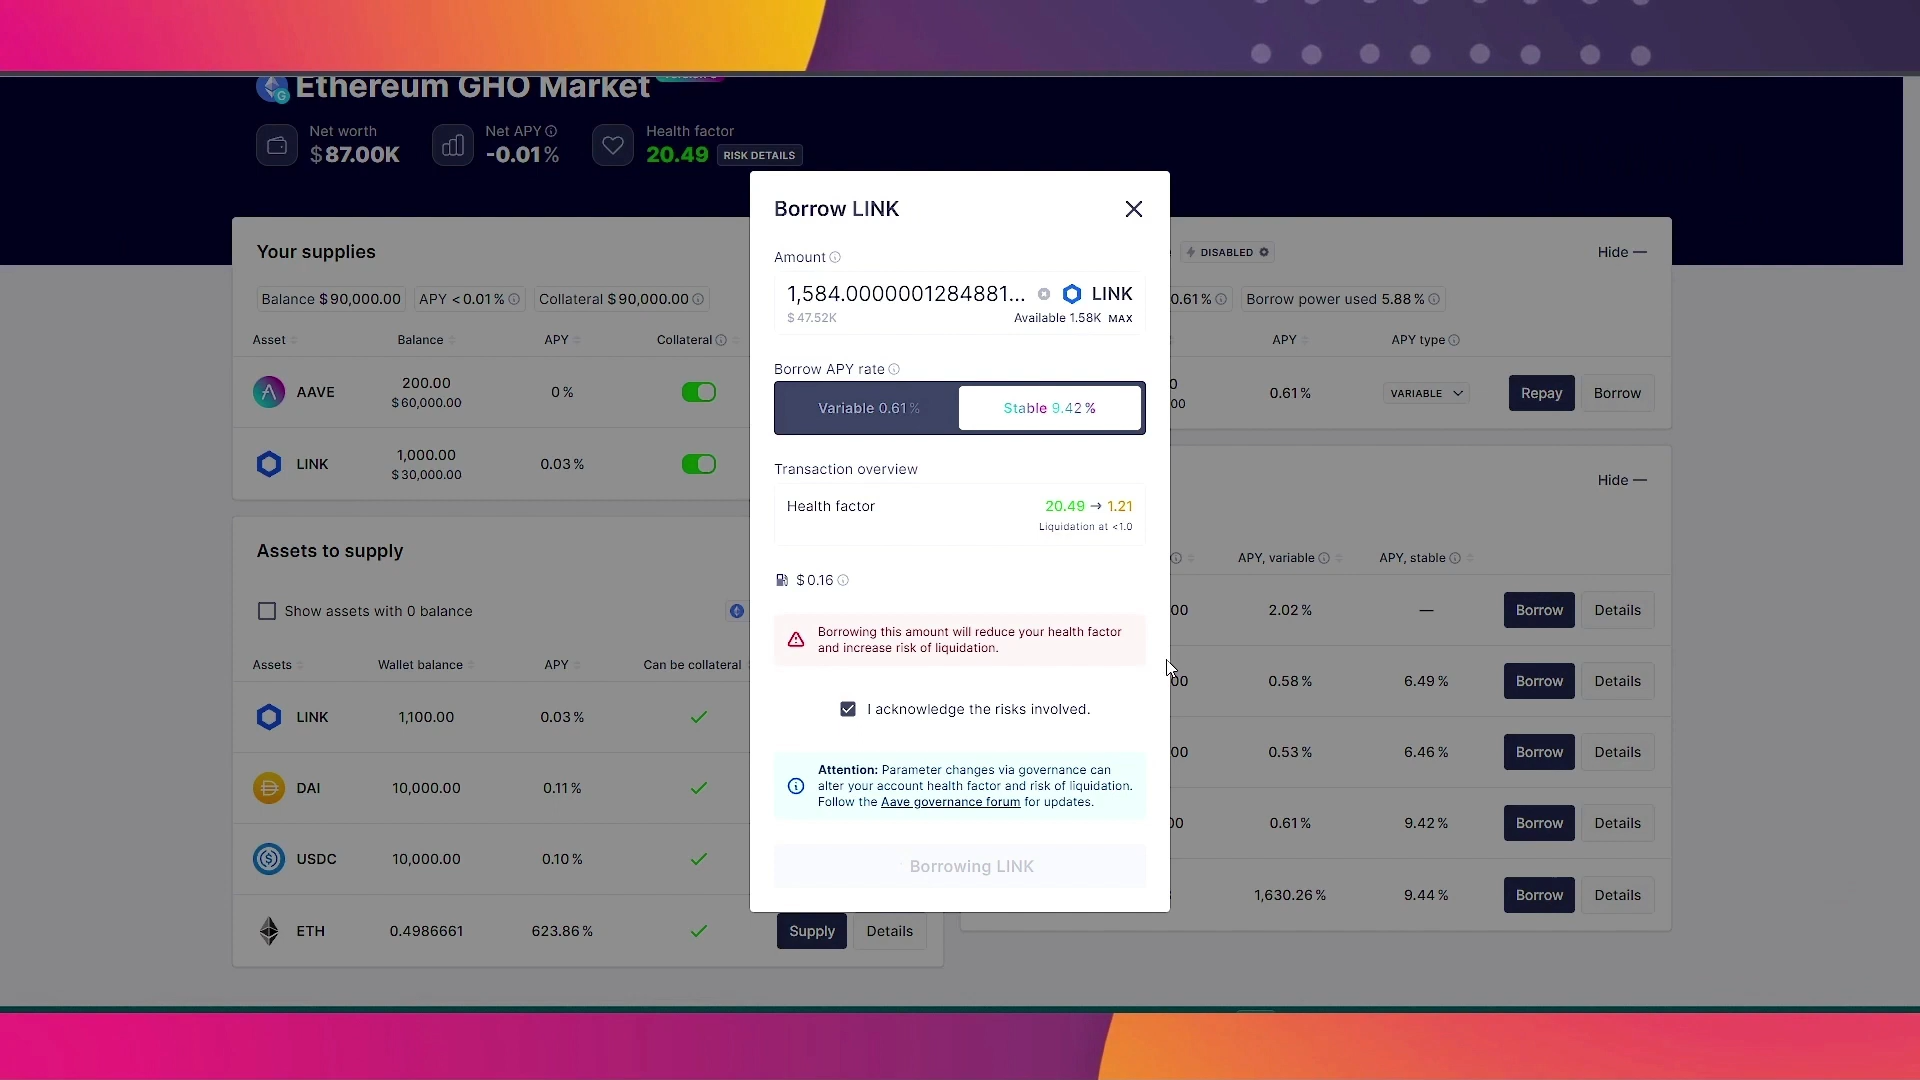 Ethereum GHO Market
Net worth
$87.00K
Net APY
-0.01%
Health factor
20.49 RISK DETAILS
Your supplies
Balance $90,000.00 APY <0.01% Collateral $90,000.00
Asset Balance APY Collateral
AAVE 200.00 0%
$60,000.00
LINK 1,000.00 0.03%
$30,000.00
Assets to supply
Show assets with 0 balance
Assets Wallet balance APY Can be collateral
LINK 1,100.00 0.03%
DAI 10,000.00 0.11%
USDC 10,000.00 0.10%
ETH 0.4986661 623.86% Supply Details
Borrow LINK
Amount
1,584.0000001284881... LINK
$47.52K Available 1.58K MAX
Borrow APY rate
Variable 0.61% Stable 9.42%
Transaction overview
Health factor 20.49 → 1.21
Liquidation at <1.0
$0.16
Borrowing this amount will reduce your health factor
and increase risk of liquidation.
I acknowledge the risks involved.
Attention: Parameter changes via governance can
alter your account health factor and risk of liquidation.
Follow the Aave governance forum for updates.
Borrowing LINK
DISABLED Hide —
0.61% Borrow power used 5.88%
APY APY type
0.61% VARIABLE Repay Borrow
Hide —
APY, variable APY, stable
2.02% — Borrow Details
0.58% 6.49% Borrow Details
0.53% 6.46% Borrow Details
0.61% 9.42% Borrow Details
1,630.26% 9.44% Borrow Details